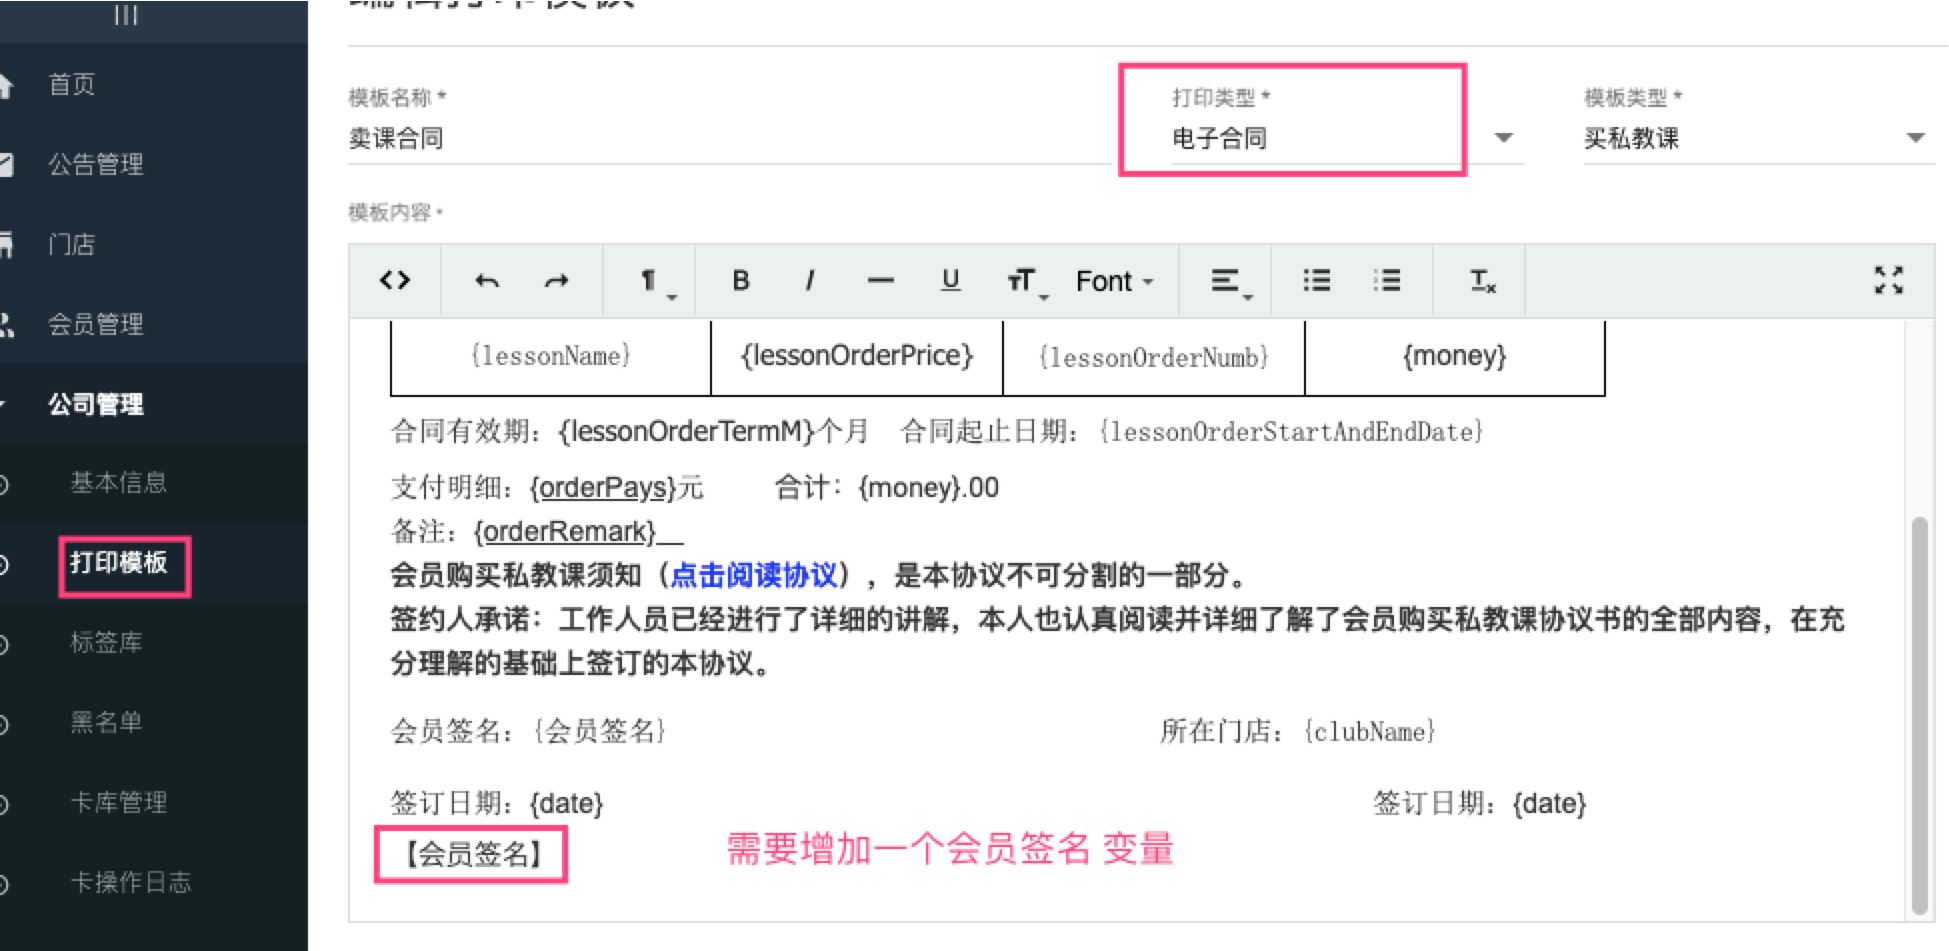 首页
公告管理
门店
会员管理
公司管理
基本信息
打印模板
标签库
黑名单
卡库管理
卡操作日志
编辑打印模板
模板名称 *
卖课合同
打印类型 *
电子合同
模板类型 *
买私教课
模板内容 *
B I U Font
{lessonName} {lessonOrderPrice} {lessonOrderNumb} {money}
合同有效期：{lessonOrderTermM}个月 合同起止日期：{lessonOrderStartAndEndDate}
支付明细：{orderPays}元 合计：{money}.00
备注：{orderRemark}__
会员购买私教课须知（点击阅读协议），是本协议不可分割的一部分。
签约人承诺：工作人员已经进行了详细的讲解，本人也认真阅读并详细了解了会员购买私教课协议书的全部内容，在充
分理解的基础上签订的本协议。
会员签名：{会员签名} 所在门店：{clubName}
签订日期：{date} 签订日期：{date}
【会员签名】 需要增加一个会员签名 变量